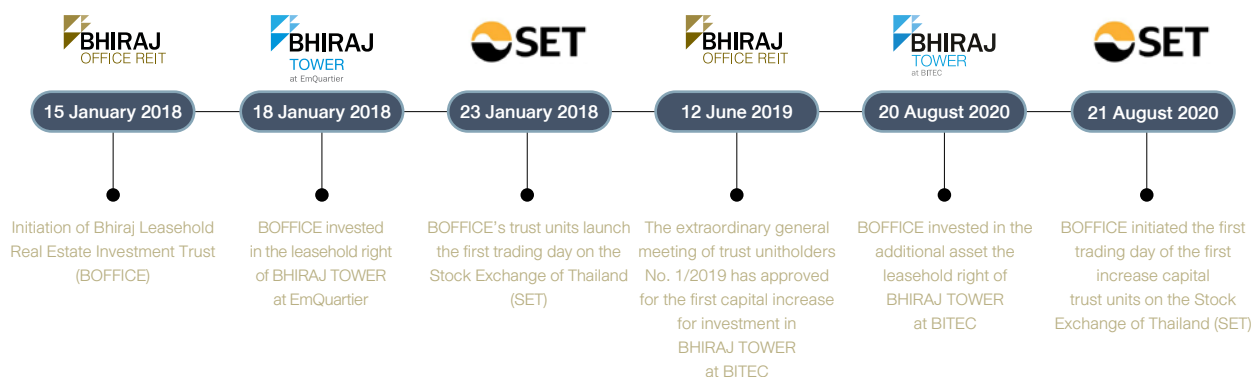 BHIRAJ
OFFICE REIT
BHIRAJ
TOWER
at EmQuartier
SET
BHIRAJ
OFFICE REIT
BHIRAJ
TOWER
at BITEC
SET
15 January 2018
18 January 2018
23 January 2018
12 June 2019
20 August 2020
21 August 2020
Initiation of Bhiraj Leasehold
Real Estate Investment Trust
(BOFFICE)
BOFFICE invested
in the leasehold right
of BHIRAJ TOWER
at EmQuartier
BOFFICE's trust units launch
the first trading day on the
Stock Exchange of Thailand
(SET)
The extraordinary general
meeting of trust unitholders
No. 1/2019 has approved
for the first capital increase
for investment in
BHIRAJ TOWER
at BITEC
BOFFICE invested in the
additional asset the
leasehold right of
BHIRAJ TOWER
at BITEC
BOFFICE initiated the first
trading day of the first
increase capital
trust units on the Stock
Exchange of Thailand (SET)